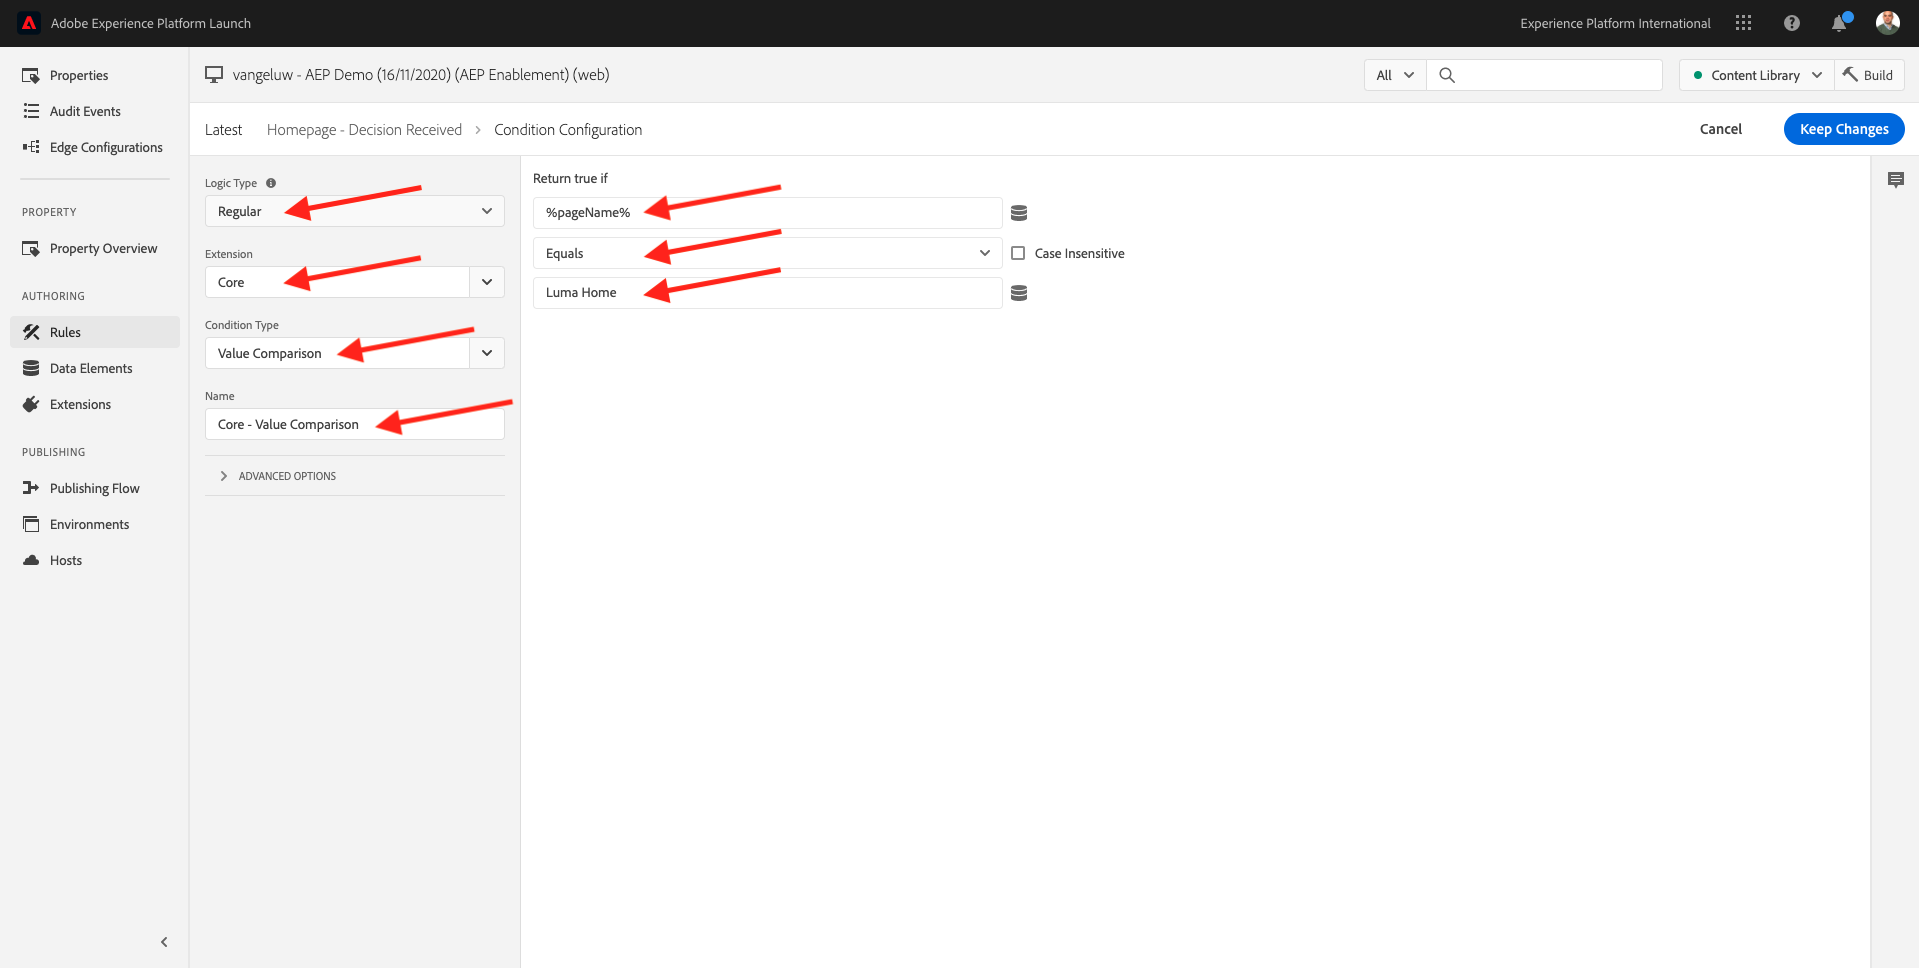 Adobe Experience Platform Launch
Experience Platform International
Properties
Audit Events
Edge Configurations
PROPERTY
Property Overview
AUTHORING
Rules
Data Elements
Extensions
PUBLISHING
Publishing Flow
Environments
Hosts
vangeluw - AEP Demo (16/11/2020) (AEP Enablement) (web)
All
Content Library
Build
Latest
Homepage - Decision Received
Condition Configuration
Cancel
Keep Changes
Logic Type
Regular
Extension
Core
Condition Type
Value Comparison
Name
Core - Value Comparison
ADVANCED OPTIONS
Return true if
%pageName%
Equals
Case Insensitive
Luma Home